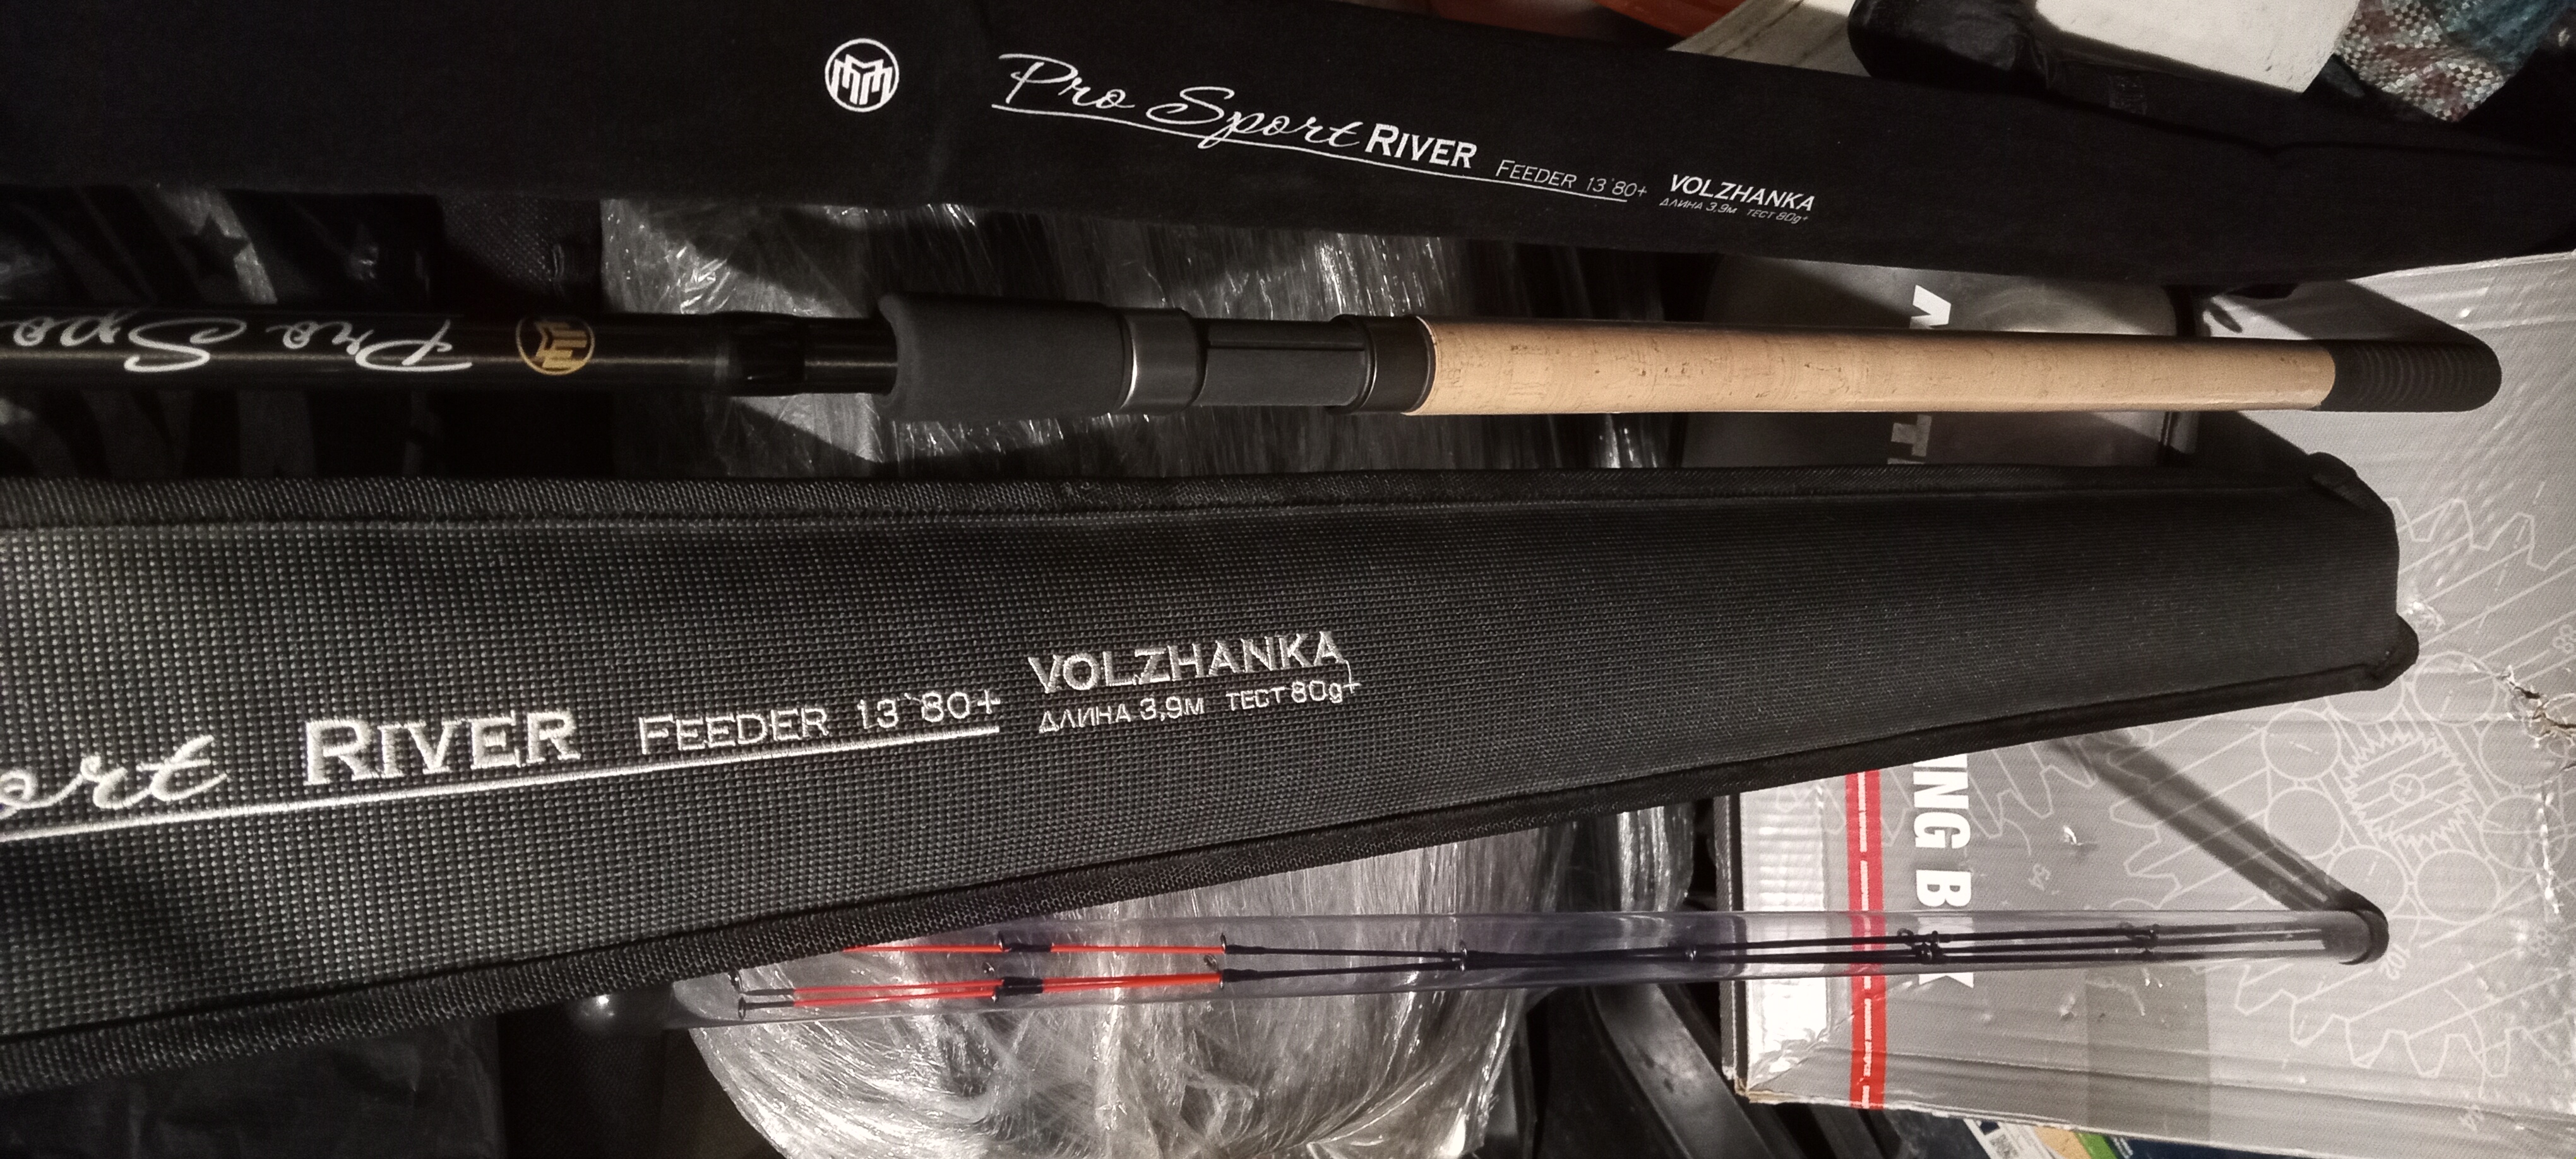 Pro Sport RIVER FEEDER 13`80+ VOLZHANKA
ДЛИНА 3,9м ТЕСТ 80g+
Pro Spo
ort RIVER FEEDER 13`80+ VOLZHANKA
ДЛИНА 3,9м ТЕСТ 80g+